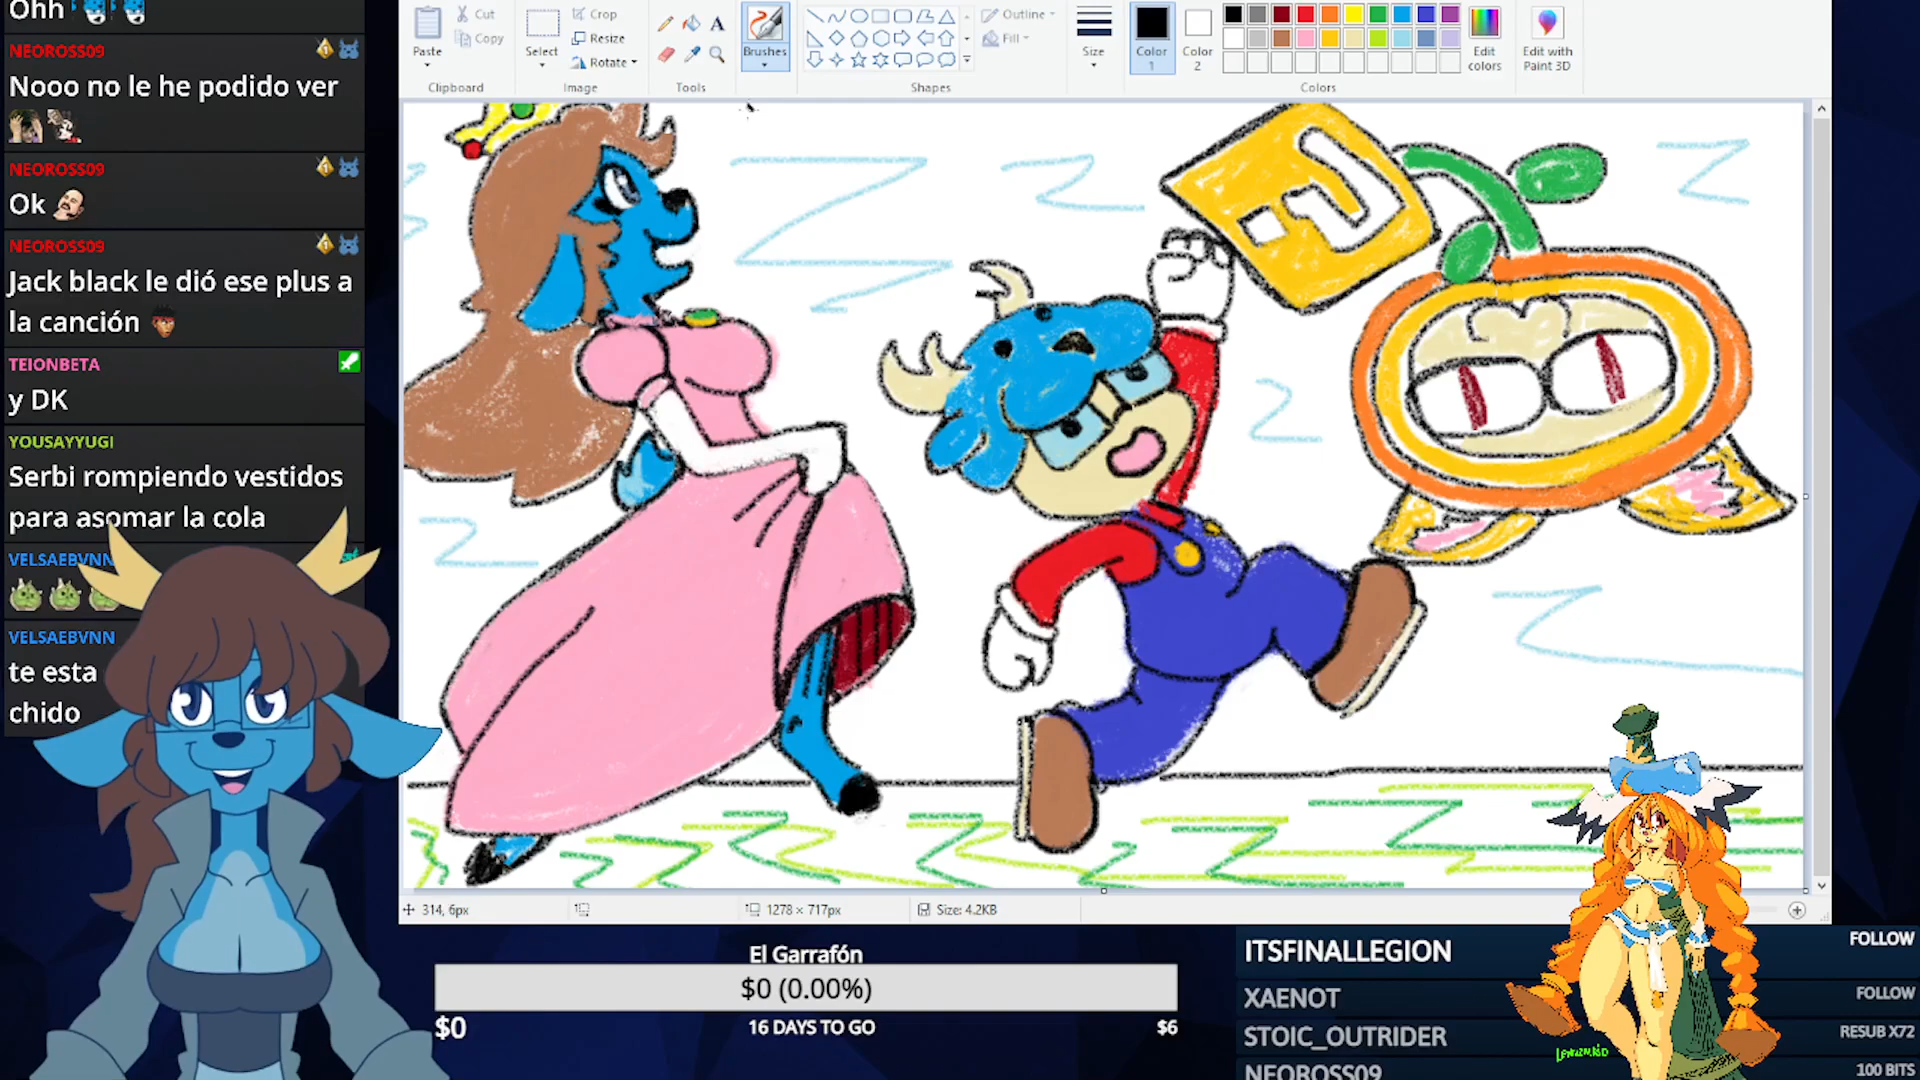 Ohh
NEOROSS09
Nooo no le he podido ver
NEOROSS09
Ok
NEOROSS09
Jack black le dió ese plus a
la canción
TEIONBETA
y DK
YOUSAYYUGI
Serbi rompiendo vestidos
para asomar la cola
VELSAEBVNN
VELSAEBVNN
te esta
chido
Paste
Cut
Copy
Clipboard
Select
Crop
Resize
Rotate
Image
A
Tools
Brushes
Shapes
Outline
Fill
Size
Color
1
Color
2
Edit
colors
Edit with
Paint 3D
Colors
?
314, 6px
1278 × 717px
Size: 4.2KB
El Garrafón
$0 (0.00%)
$0
16 DAYS TO GO
$6
ITSFINALLEGION FOLLOW
XAENOT FOLLOW
STOIC_OUTRIDER RESUB X72
NEOROSS09 100 BITS